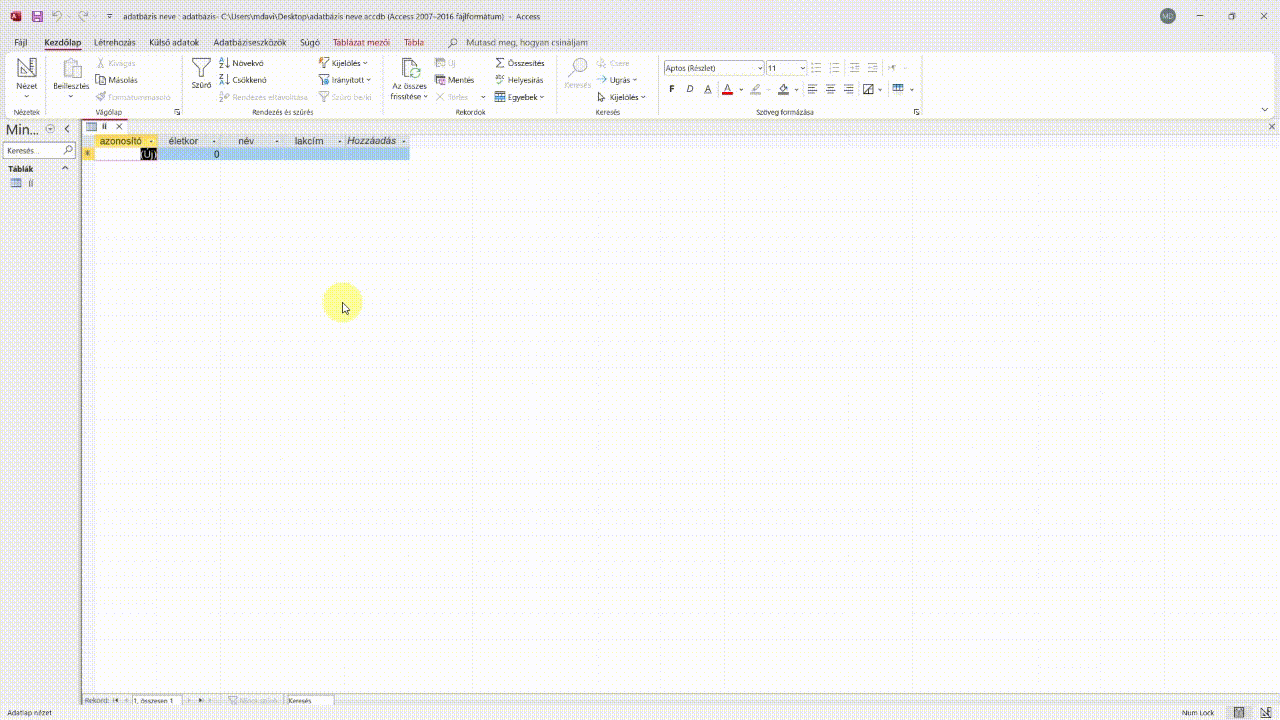 adatbázis neve : adatbázis- C:\Users\mdavi\Desktop\adatbázis neve.accdb (Access 2007–2016 fájlformátum) - Access
MD
Fájl Kezdőlap Létrehozás Külső adatok Adatbáziseszközök Súgó Táblázat mezői Tábla Mutasd meg, hogyan csináljam
Nézet
Nézetek
Beillesztés
Kivágás
Másolás
Formátummásoló
Vágólap
Szűrő
Növekvő
Csökkenő
Rendezés eltávolítása
Kijelölés
Irányított
Szűrő be/ki
Rendezés és szűrés
Az összes
frissítése
Új
Mentés
Törlés
Összesítés
Helyesírás
Egyebek
Rekordok
Keresés
Csere
Ugrás
Kijelölés
Keresés
Aptos (Részlet) 11
F D A A
Szöveg formázása
Min...
Keresés...
Táblák
azonosító életkor név lakcím Hozzáadás
* (Új) 0
Rekord: 1, összesen 1 Keresés
Adatlap nézet Num Lock